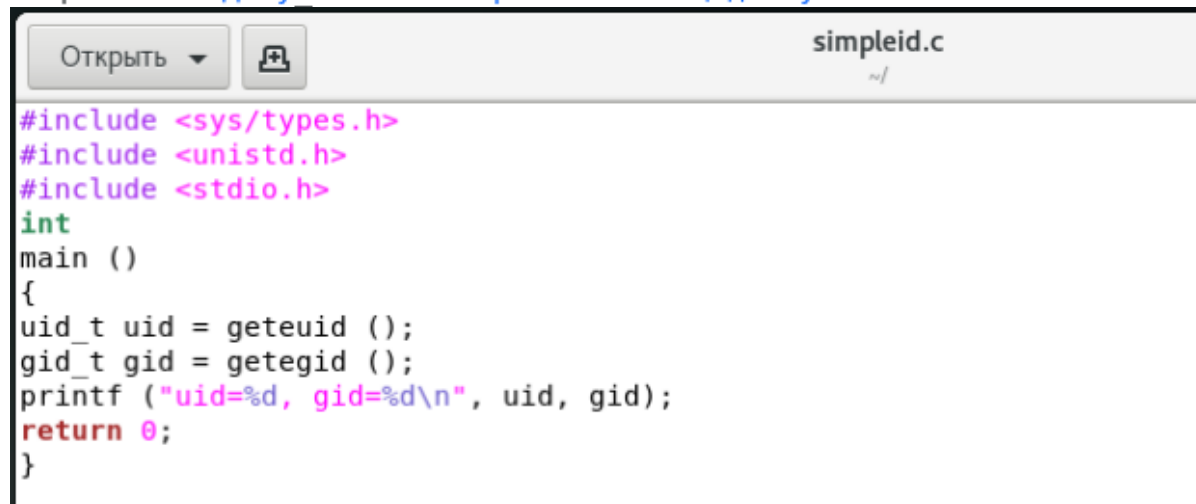 Открыть
simpleid.c
~/
#include <sys/types.h>
#include <unistd.h>
#include <stdio.h>
int
main ()
{
uid_t uid = geteuid ();
gid_t gid = getegid ();
printf ("uid=%d, gid=%d\n", uid, gid);
return 0;
}